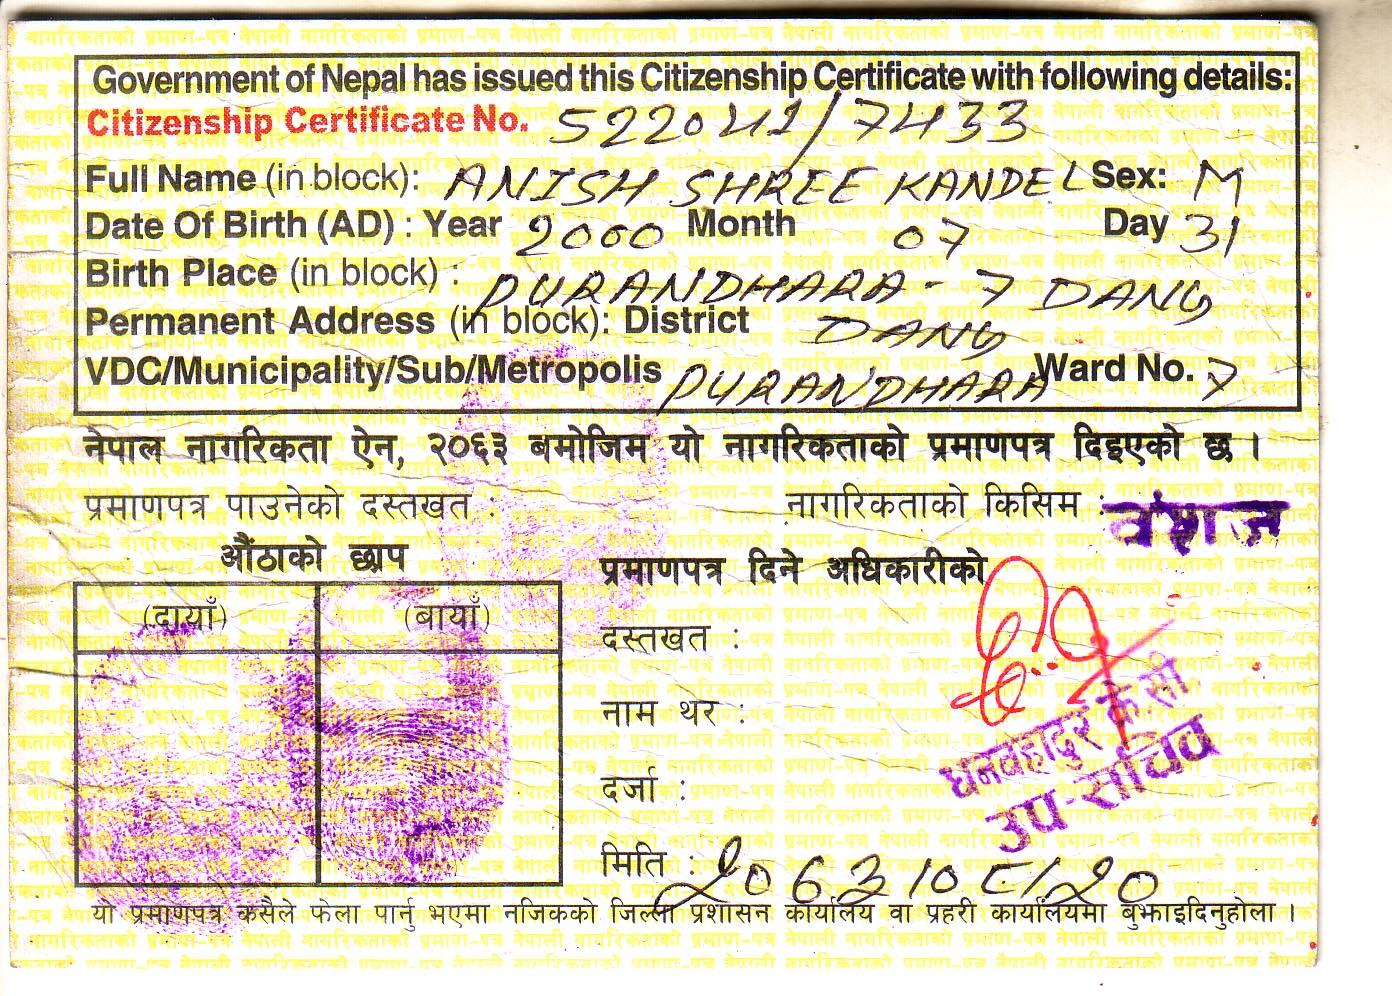 Government of Nepal has issued this Citizenship Certificate with following details:
Citizenship Certificate No. 522041/7433
Full Name (in block): ANISH SHREE KANDEL Sex: M
Date Of Birth (AD) : Year 2000 Month 07 Day 31
Birth Place (in block) : PURANDHARA - 7 DANG
Permanent Address (in block): District DANG
VDC/Municipality/Sub/Metropolis PURANDHARA Ward No. 7
नेपाल नागरिकता ऐन, २०६३ बमोजिम यो नागरिकताको प्रमाणपत्र दिइएको छ ।
प्रमाणपत्र पाउनेको दस्तखत : नागरिकताको किसिम : वंशज
औंठाको छाप
(दायाँ) (बायाँ)
प्रमाणपत्र दिने अधिकारीको
दस्तखत :
नाम थर : धनबहादुर के.सी
दर्जा : उप-सचिव
मिति :
यो प्रमाणपत्र कसैले फेला पार्नु भएमा नजिकको जिल्ला प्रशासन कार्यालय वा प्रहरी कार्यालयमा बुझाइदिनुहोला ।